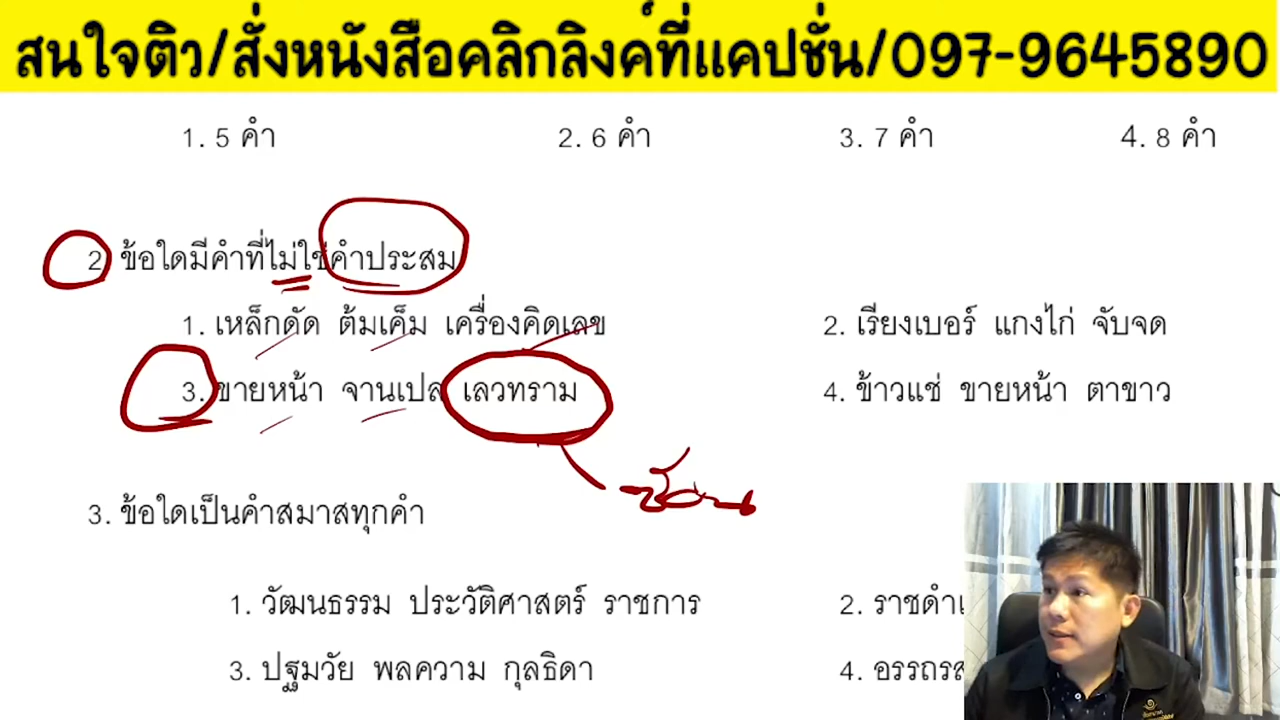 สนใจติว/สั่งหนังสือคลิกลิงค์ที่แคปชั่น/097-9645890
1. 5 คำ 2. 6 คำ 3. 7 คำ 4. 8 คำ
2 ข้อใดมีคำที่ไม่ใช่คำประสม
1. เหล็กดัด ต้มเค็ม เครื่องคิดเลข 2. เรียงเบอร์ แกงไก่ จับจด
3. ขายหน้า จานเปล เลวทราม 4. ข้าวแช่ ขายหน้า ตาขาว
ซ้อน
3. ข้อใดเป็นคำสมาสทุกคำ
1. วัฒนธรรม ประวัติศาสตร์ ราชการ 2.
3. ปฐมวัย พลความ กุลธิดา 4.